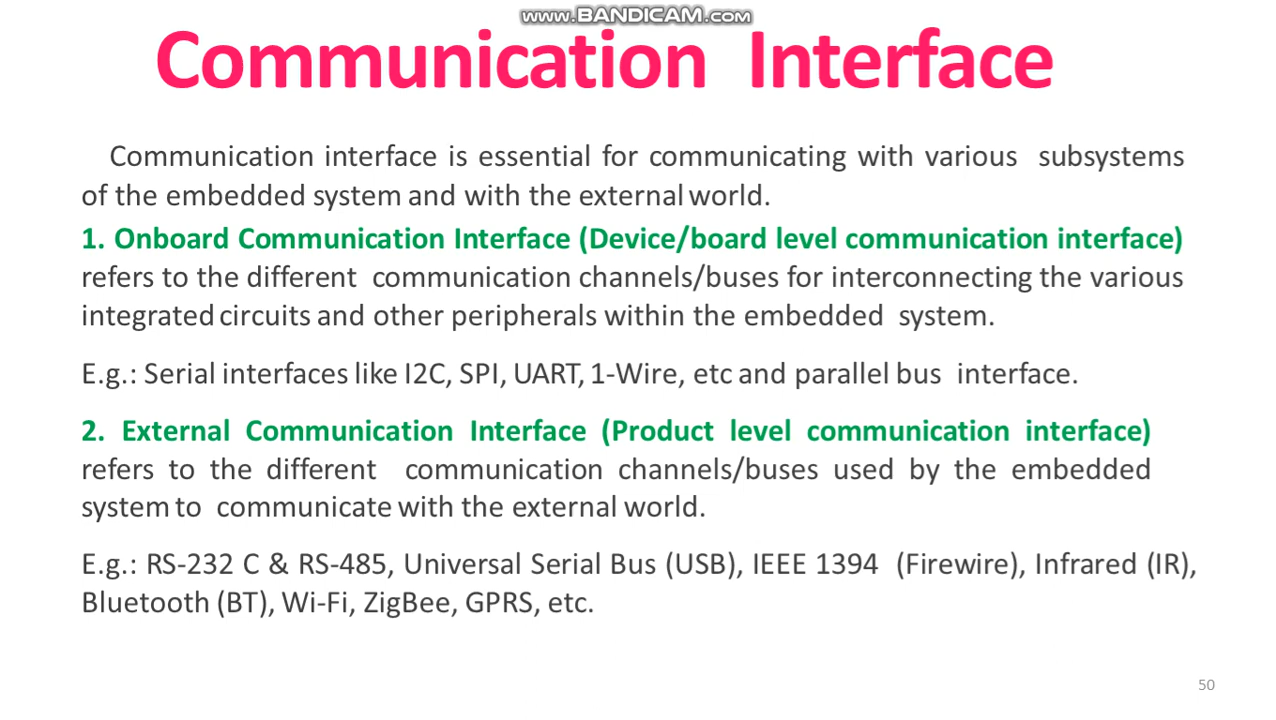 www.BANDICAM.com
Communication Interface
Communication interface is essential for communicating with various subsystems
of the embedded system and with the external world.
1. Onboard Communication Interface (Device/board level communication interface)
refers to the different communication channels/buses for interconnecting the various
integrated circuits and other peripherals within the embedded system.
E.g.: Serial interfaces like I2C, SPI, UART, 1-Wire, etc and parallel bus interface.
2. External Communication Interface (Product level communication interface)
refers to the different communication channels/buses used by the embedded
system to communicate with the external world.
E.g.: RS-232 C & RS-485, Universal Serial Bus (USB), IEEE 1394 (Firewire), Infrared (IR),
Bluetooth (BT), Wi-Fi, ZigBee, GPRS, etc.
50